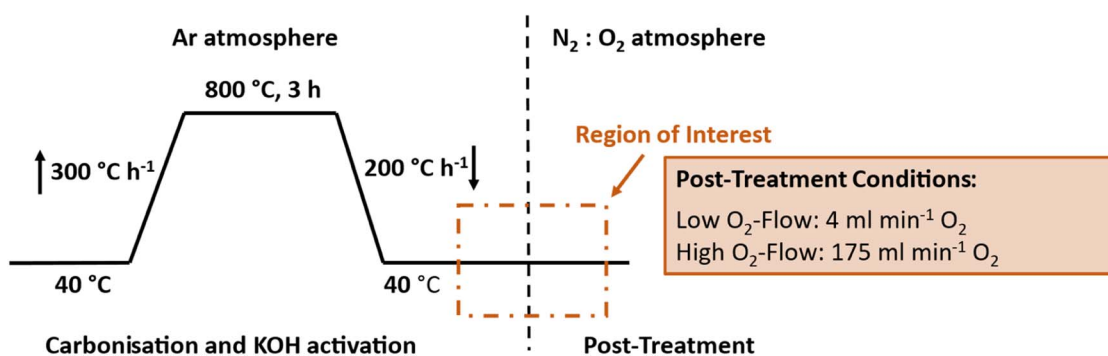 Ar atmosphere
N₂ : O₂ atmosphere
800 °C, 3 h
Region of Interest
300 °C h⁻¹
200 °C h⁻¹
Post-Treatment Conditions:
Low O₂-Flow: 4 ml min⁻¹ O₂
High O₂-Flow: 175 ml min⁻¹ O₂
40 °C
40 °C
Carbonisation and KOH activation
Post-Treatment